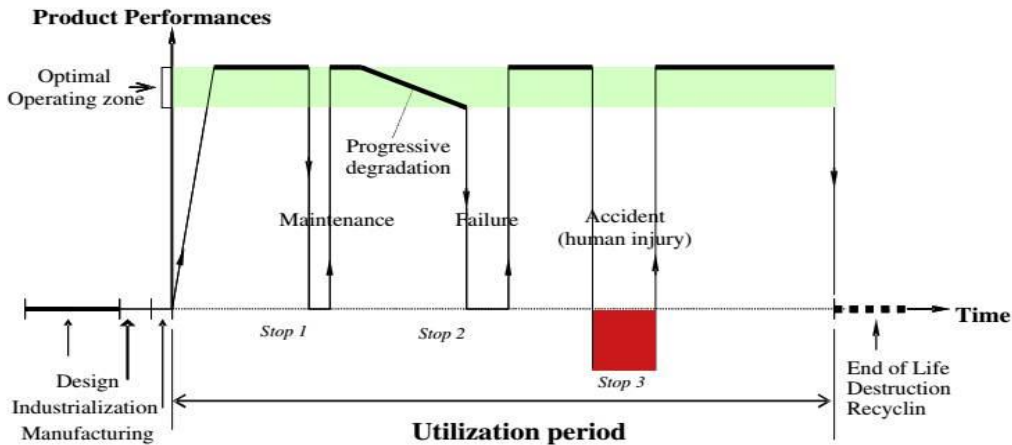 Product Performances
Optimal
Operating zone
Progressive
degradation
Maintenance
Failure
Accident
(human injury)
Stop 1
Stop 2
Stop 3
Time
Design
Industrialization
Manufacturing
Utilization period
End of Life
Destruction
Recyclin